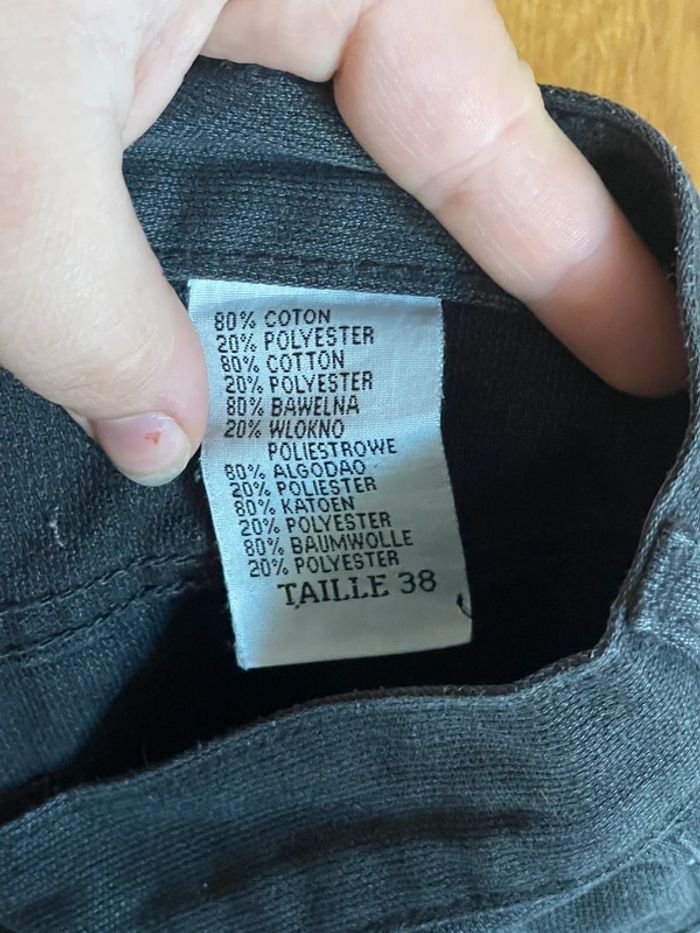 80% COTON
20% POLYESTER
80% COTTON
20% POLYESTER
80% BAWELNA
20% WLOKNO
POLIESTROWE
80% ALGODAO
20% POLIESTER
80% KATOEN
20% POLYESTER
80% BAUMWOLLE
20% POLYESTER
TAILLE 38